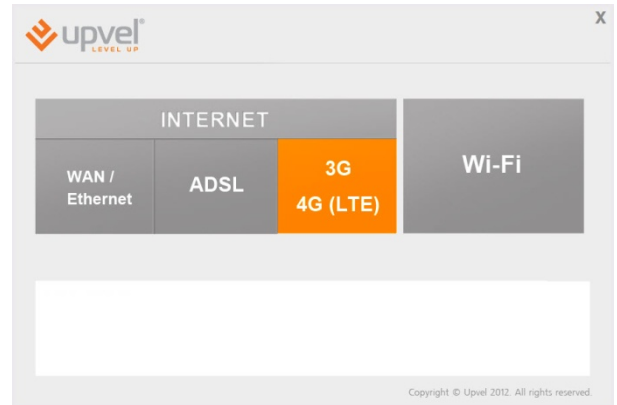 X
upvel®
LEVEL UP
INTERNET
WAN /
Ethernet
ADSL
3G
4G (LTE)
Wi-Fi
Copyright © Upvel 2012. All rights reserved.